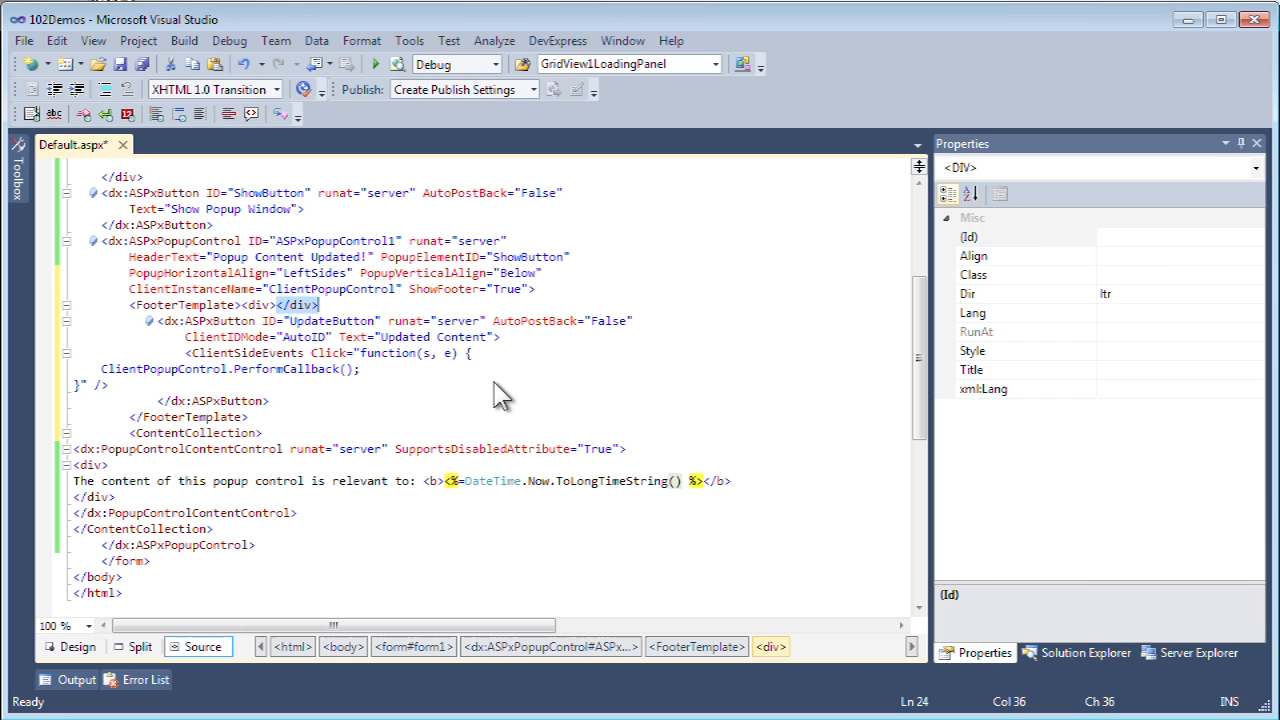 102Demos - Microsoft Visual Studio
File Edit View Project Build Debug Team Data Format Tools Test Analyze DevExpress Window Help
Debug GridView1LoadingPanel
XHTML 1.0 Transition Publish: Create Publish Settings
abc 12
Default.aspx*
Toolbox
</div>
<dx:ASPxButton ID="ShowButton" runat="server" AutoPostBack="False"
Text="Show Popup Window">
</dx:ASPxButton>
<dx:ASPxPopupControl ID="ASPxPopupControl1" runat="server"
HeaderText="Popup Content Updated!" PopupElementID="ShowButton"
PopupHorizontalAlign="LeftSides" PopupVerticalAlign="Below"
ClientInstanceName="ClientPopupControl" ShowFooter="True">
<FooterTemplate><div></div>
<dx:ASPxButton ID="UpdateButton" runat="server" AutoPostBack="False"
ClientIDMode="AutoID" Text="Updated Content">
<ClientSideEvents Click="function(s, e) {
ClientPopupControl.PerformCallback();
}" />
</dx:ASPxButton>
</FooterTemplate>
<ContentCollection>
<dx:PopupControlContentControl runat="server" SupportsDisabledAttribute="True">
<div>
The content of this popup control is relevant to: <b><%=DateTime.Now.ToLongTimeString() %></b>
</div>
</dx:PopupControlContentControl>
</ContentCollection>
</dx:ASPxPopupControl>
</form>
</body>
</html>
100 %
Design Split Source <html> <body> <form#form1> <dx:ASPxPopupControl#ASPx...> <FooterTemplate> <div>
Properties
<DIV>
Misc
(Id)
Align
Class
Dir ltr
Lang
RunAt
Style
Title
xml:Lang
(Id)
Properties Solution Explorer Server Explorer
Output Error List
Ready Ln 24 Col 36 Ch 36 INS